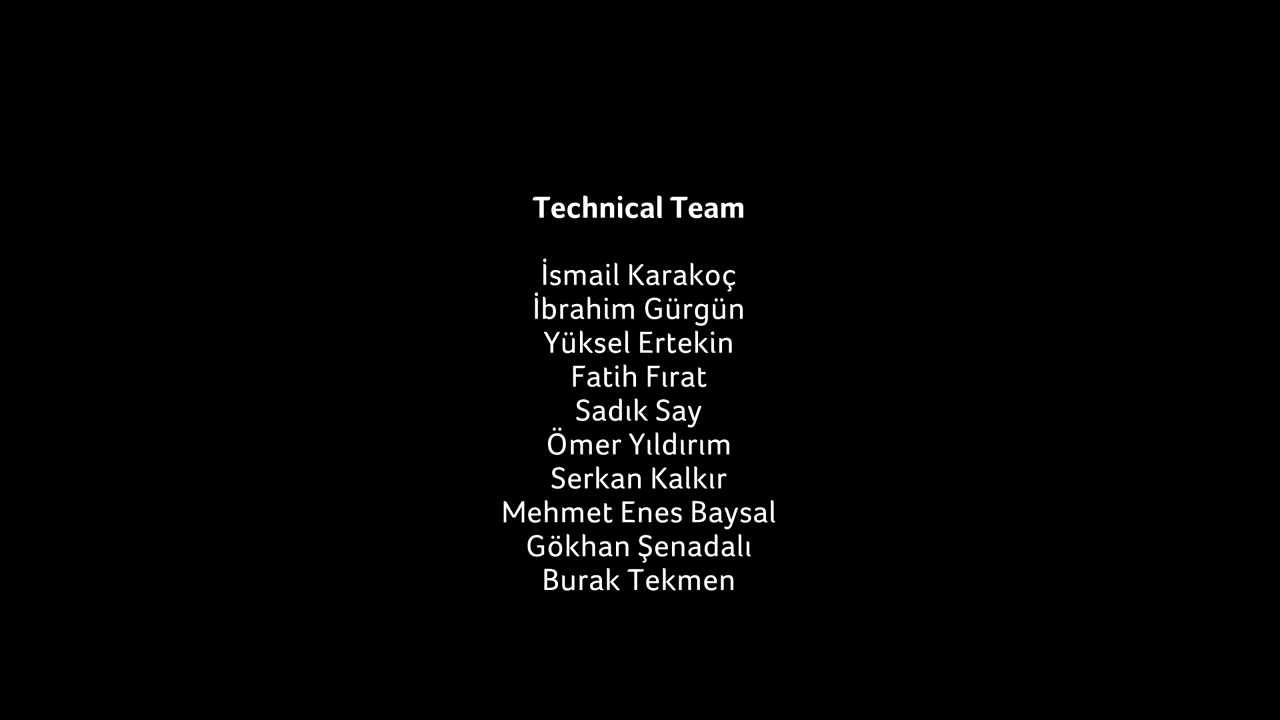 Technical Team
İsmail Karakoç
İbrahim Gürgün
Yüksel Ertekin
Fatih Fırat
Sadık Say
Ömer Yıldırım
Serkan Kalkır
Mehmet Enes Baysal
Gökhan Şenadalı
Burak Tekmen